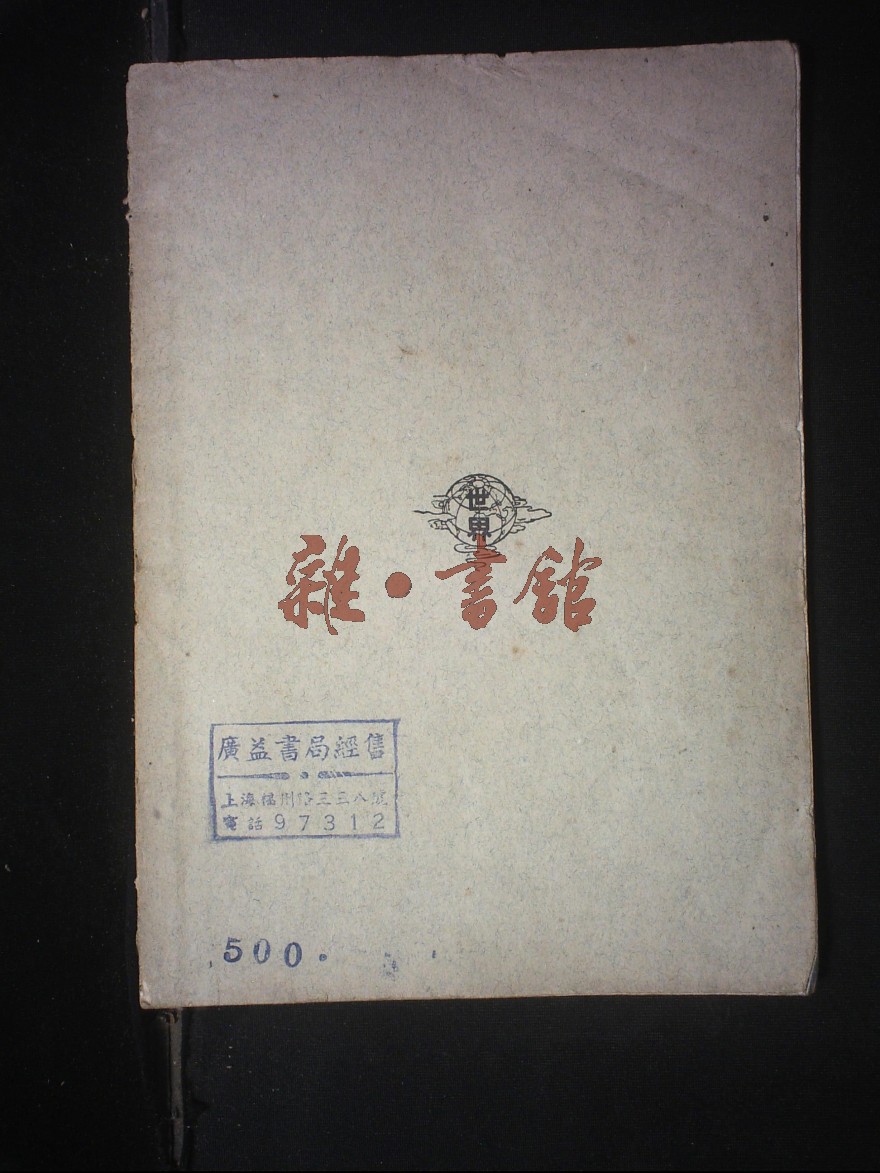 世界
雜·書館
廣益書局經售
上海福州路三三八號
電話97312
500.